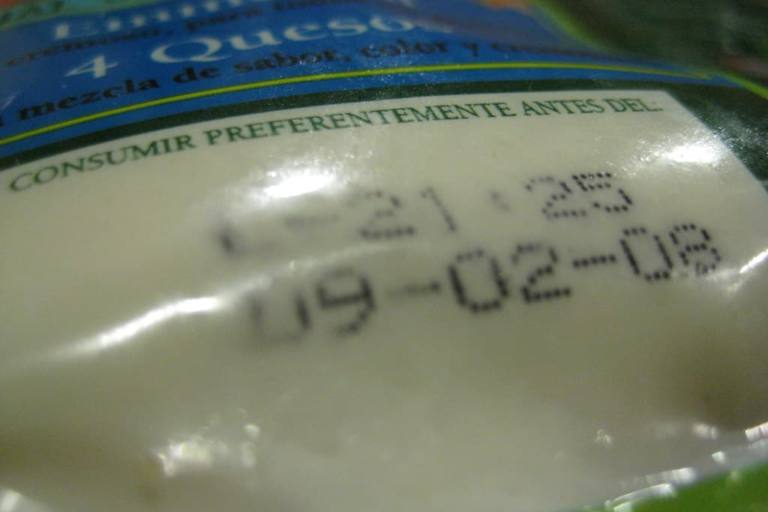 4 Quesos
mezcla de sabor, color y
CONSUMIR PREFERENTEMENTE ANTES DEL:
21:25
09-02-08